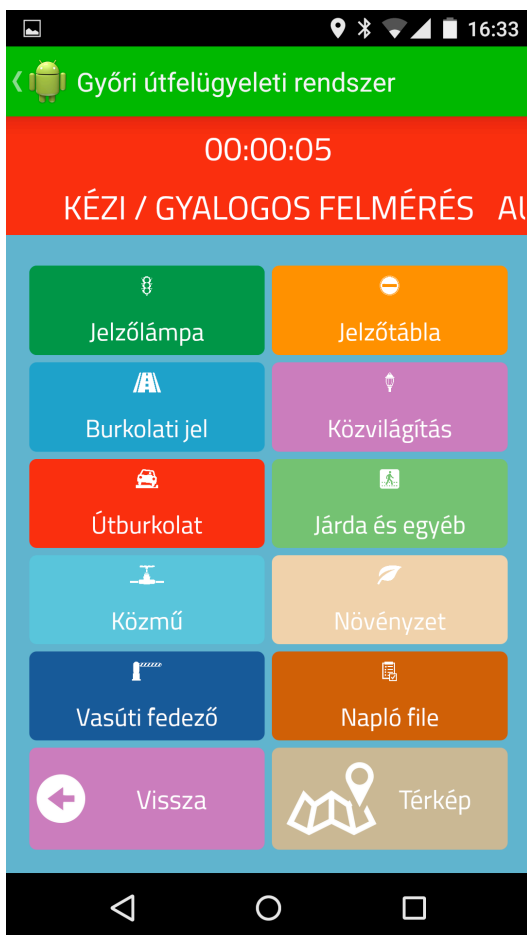 16:33
Győri útfelügyeleti rendszer
00:00:05
KÉZI / GYALOGOS FELMÉRÉS
Jelzőlámpa
Jelzőtábla
Burkolati jel
Közvilágítás
Útburkolat
Járda és egyéb
Közmű
Növényzet
Vasúti fedező
Napló file
Vissza
Térkép